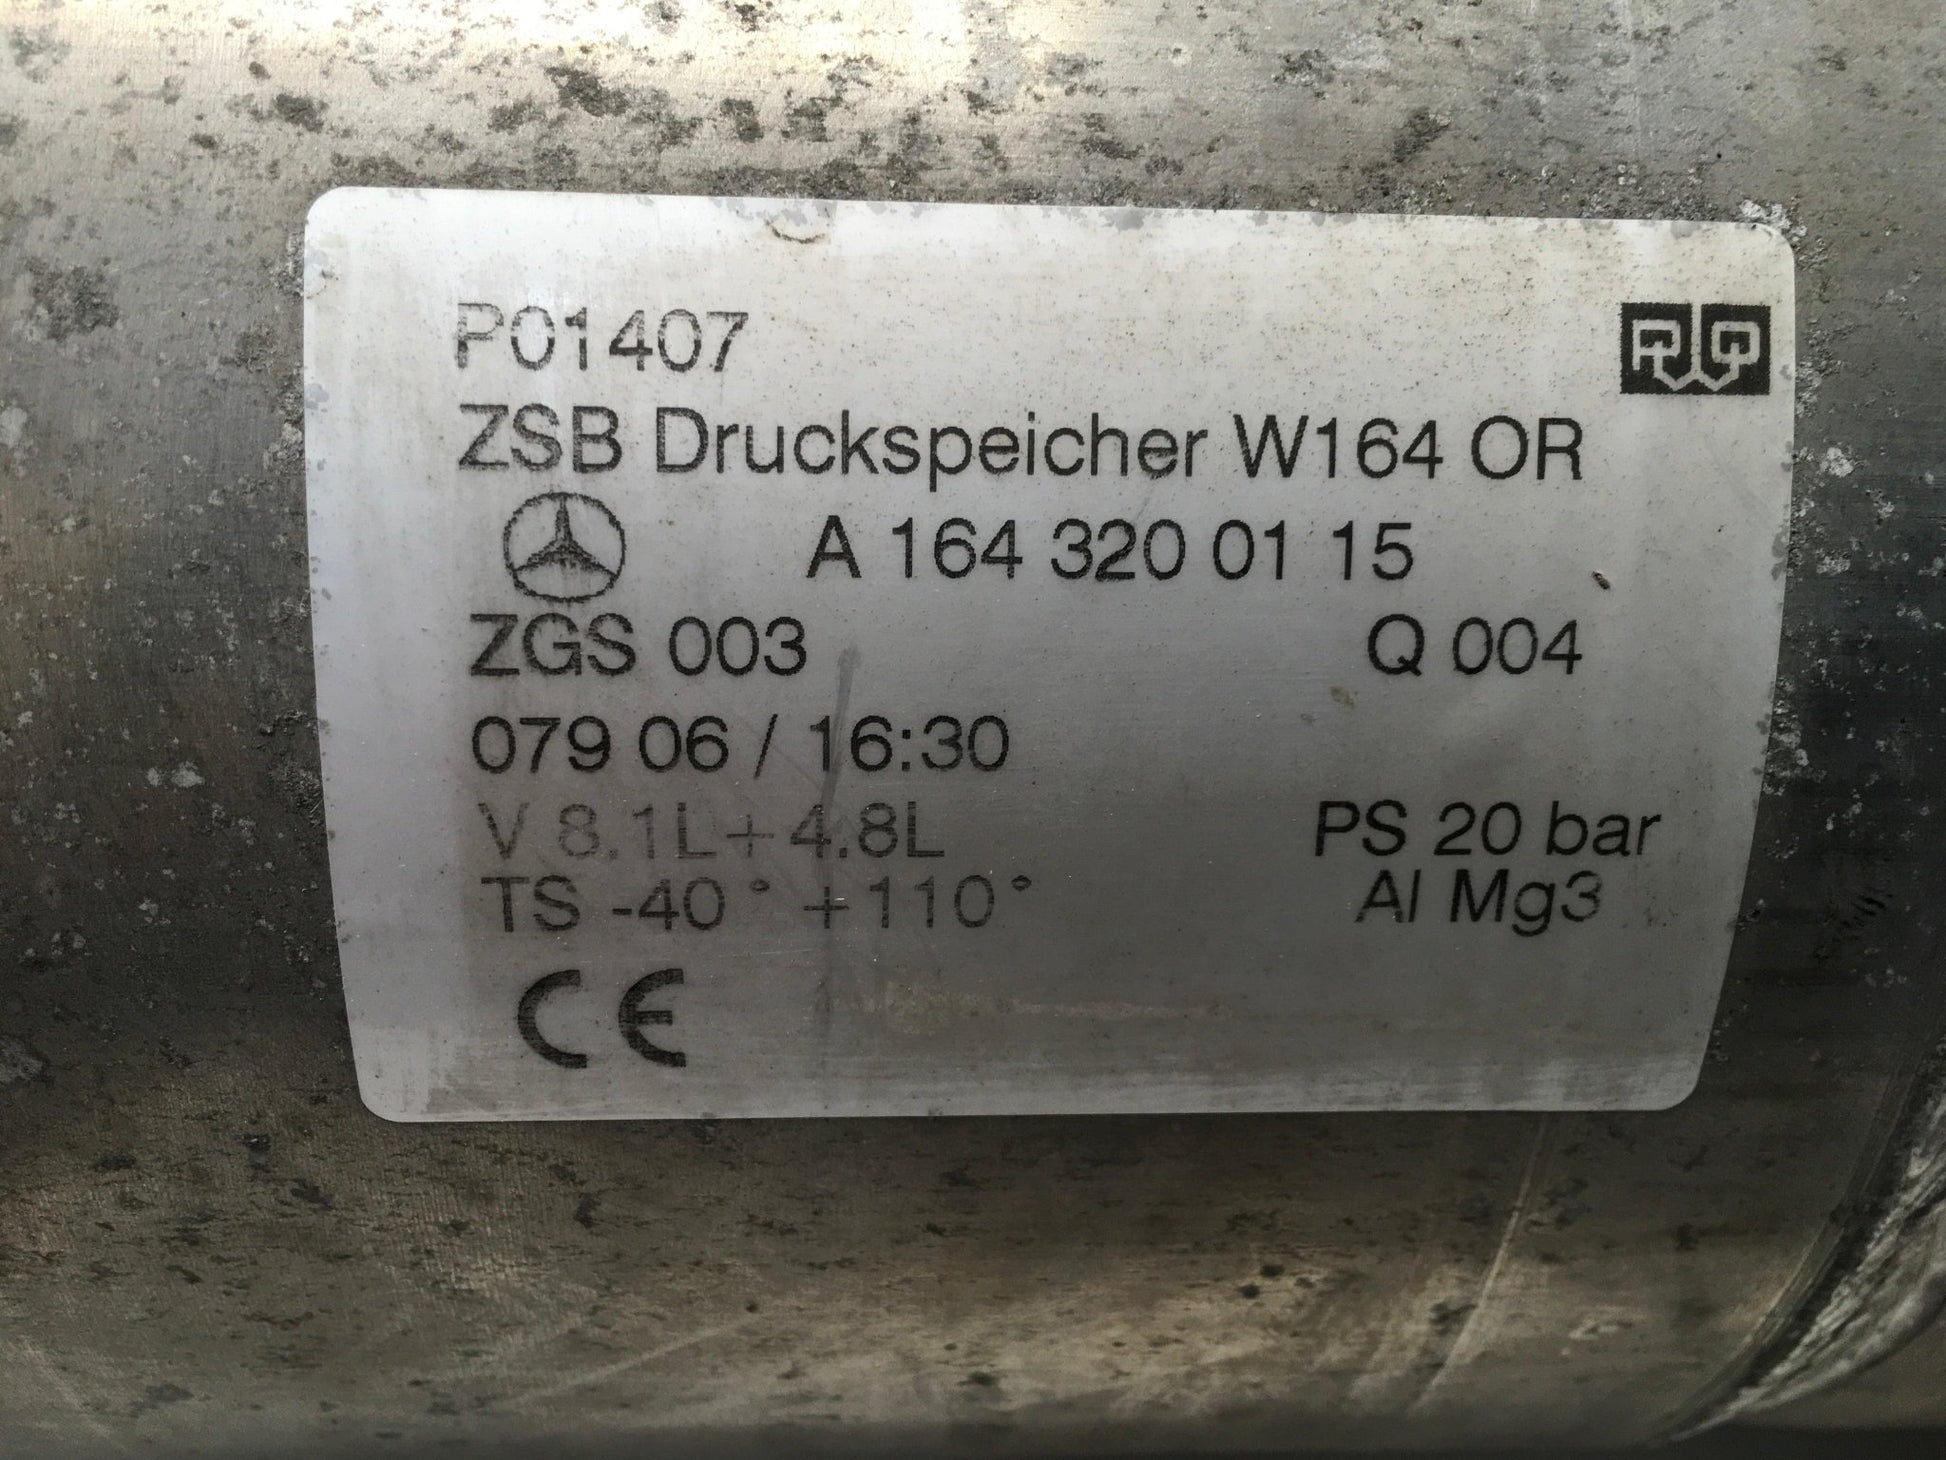 P01407
ZSB Druckspeicher W164 OR
A 164 320 01 15
ZGS 003 Q 004
079 06 / 16:30
V 8.1L+4.8L PS 20 bar
TS -40° +110° Al Mg3
CE